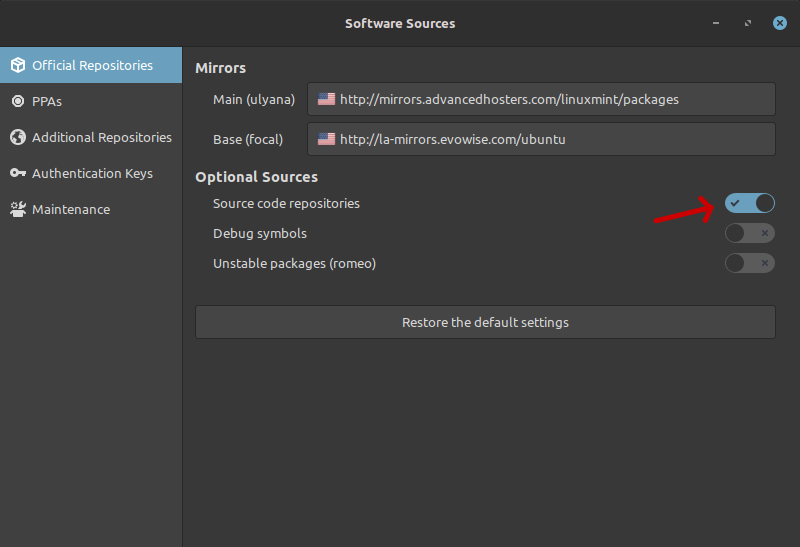 Software Sources
Official Repositories
PPAs
Additional Repositories
Authentication Keys
Maintenance
Mirrors
Main (ulyana) http://mirrors.advancedhosters.com/linuxmint/packages
Base (focal) http://la-mirrors.evowise.com/ubuntu
Optional Sources
Source code repositories
Debug symbols
Unstable packages (romeo)
Restore the default settings